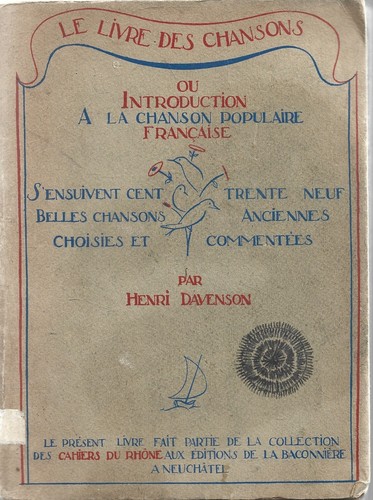 LE LIVRE DES CHANSONS
OU
INTRODUCTION
A LA CHANSON POPULAIRE
FRANÇAISE
S'ENSUIVENT CENT TRENTE NEUF
BELLES CHANSONS ANCIENNES
CHOISIES ET COMMENTÉES
PAR
HENRI DAVENSON
LE PRÉSENT LIVRE FAIT PARTIE DE LA COLLECTION
DES CAHIERS DU RHÔNE AUX ÉDITIONS DE LA BACONNIÈRE
A NEUCHÂTEL